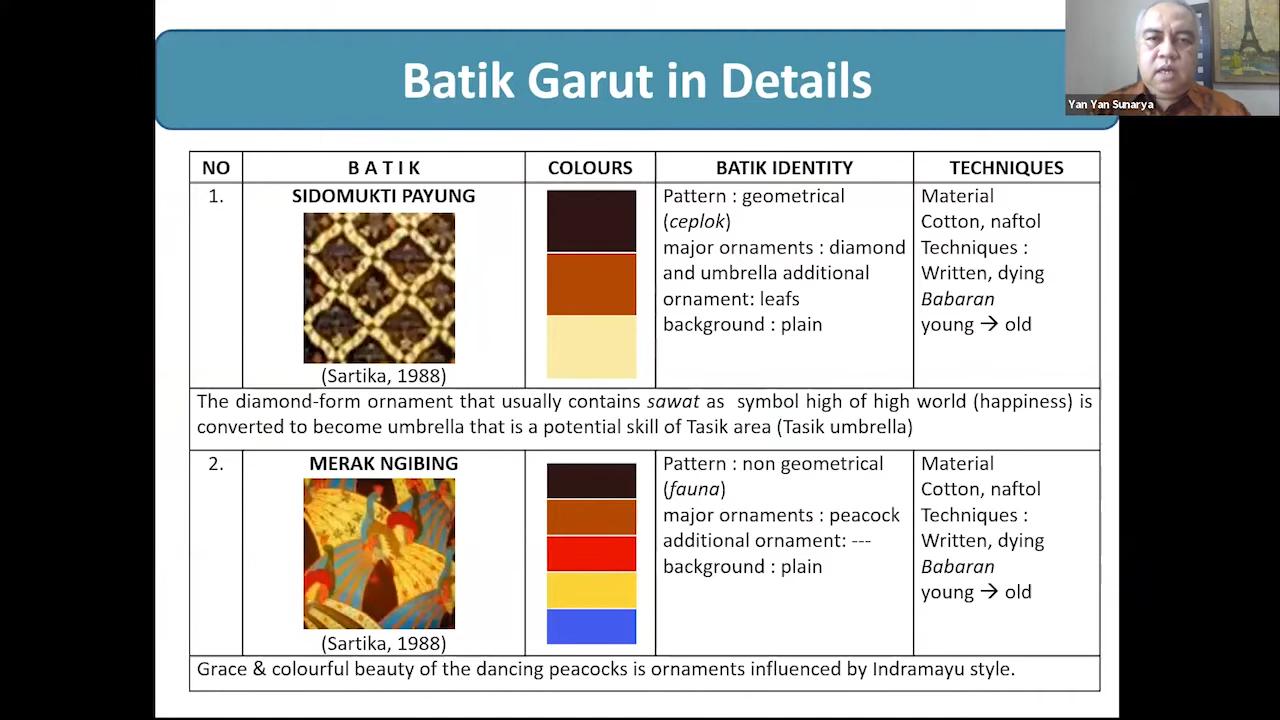 Batik Garut in Details
Yan Yan Sunarya
NO
B A T I K
COLOURS
BATIK IDENTITY
TECHNIQUES
1.
SIDOMUKTI PAYUNG
(Sartika, 1988)
Pattern : geometrical
(ceplok)
major ornaments : diamond
and umbrella additional
ornament: leafs
background : plain
Material
Cotton, naftol
Techniques :
Written, dying
Babaran
young → old
The diamond-form ornament that usually contains sawat as symbol high of high world (happiness) is
converted to become umbrella that is a potential skill of Tasik area (Tasik umbrella)
2.
MERAK NGIBING
(Sartika, 1988)
Pattern : non geometrical
(fauna)
major ornaments : peacock
additional ornament: ---
background : plain
Material
Cotton, naftol
Techniques :
Written, dying
Babaran
young → old
Grace & colourful beauty of the dancing peacocks is ornaments influenced by Indramayu style.